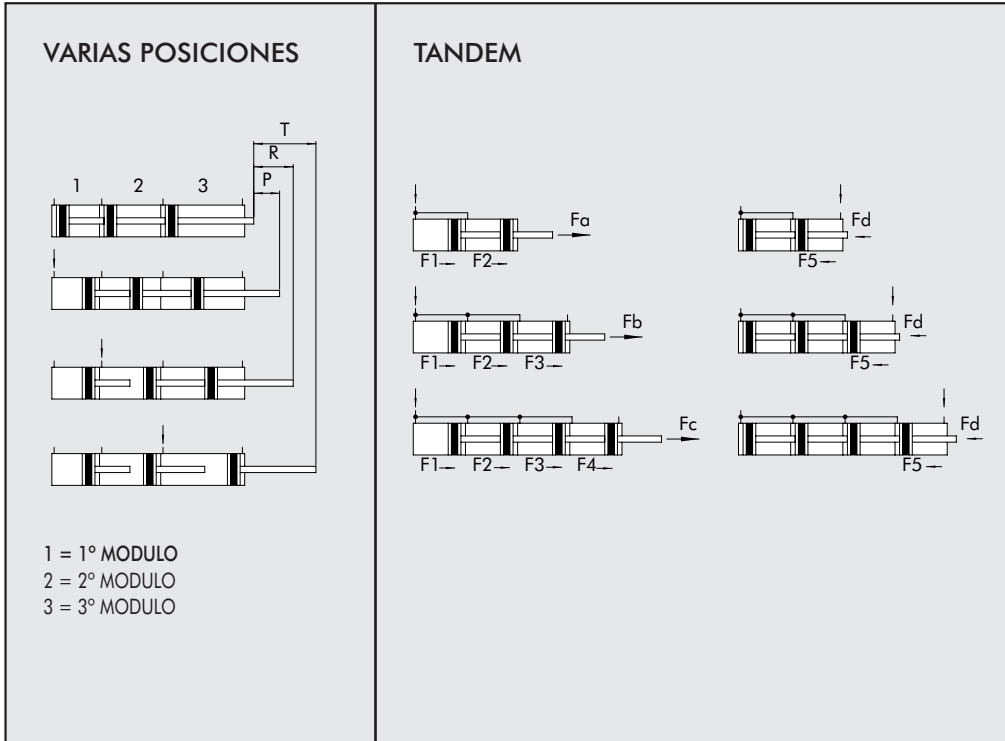 VARIAS POSICIONES
T
R
P
1 2 3
1 = 1º MODULO
2 = 2º MODULO
3 = 3º MODULO
TANDEM
Fa
F1 F2
Fd
F5
Fb
F1 F2 F3
Fd
F5
Fc
F1 F2 F3 F4
Fd
F5